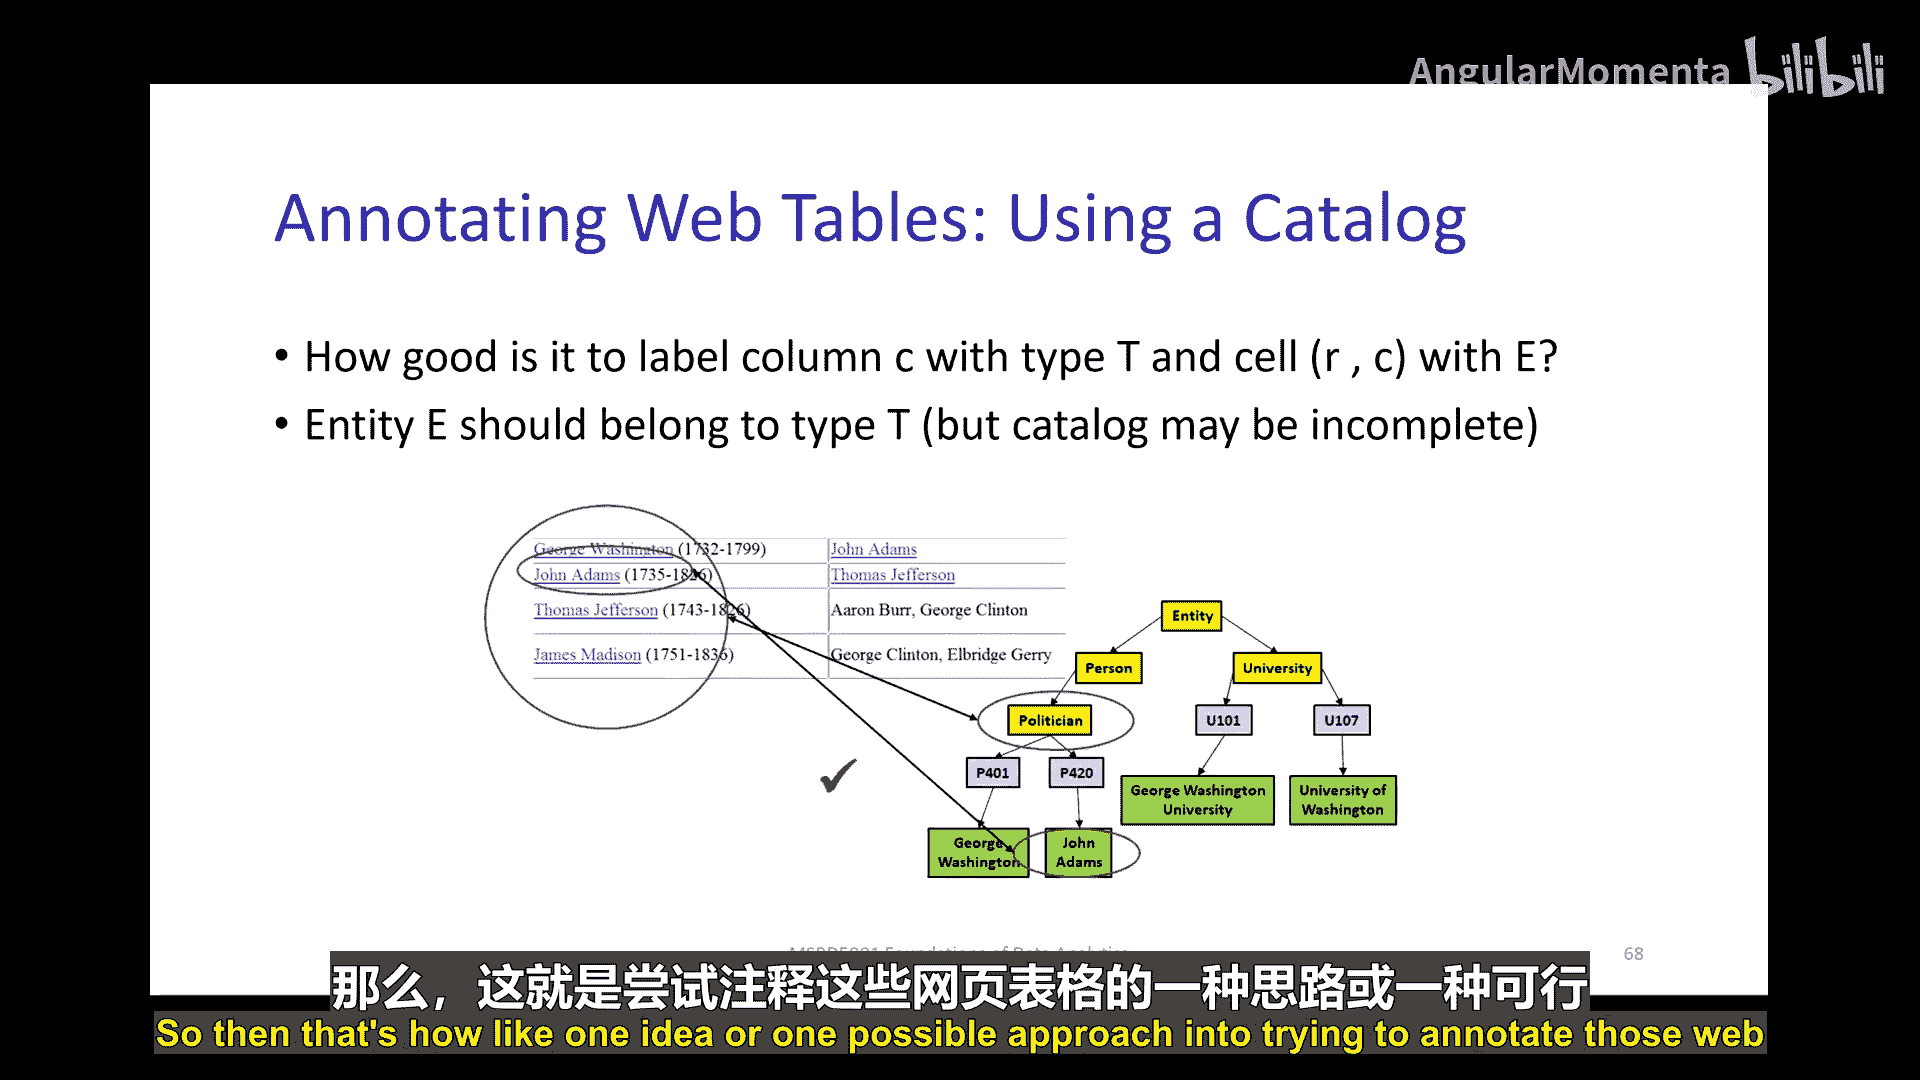 AngularMomenta bilibili
Annotating Web Tables: Using a Catalog
• How good is it to label column c with type T and cell (r , c) with E?
• Entity E should belong to type T (but catalog may be incomplete)
George Washington (1732-1799) John Adams
John Adams (1735-1826) Thomas Jefferson
Thomas Jefferson (1743-1826) Aaron Burr, George Clinton
James Madison (1751-1836) George Clinton, Elbridge Gerry
Entity
Person University
Politician U101 U107
P401 P420
George Washington
University
University of
Washington
George
Washington
John
Adams
MSBD5001 Foundations of Data Analytics
68
那么，这就是尝试注释这些网页表格的一种思路或一种可行
So then that's how like one idea or one possible approach into trying to annotate those web